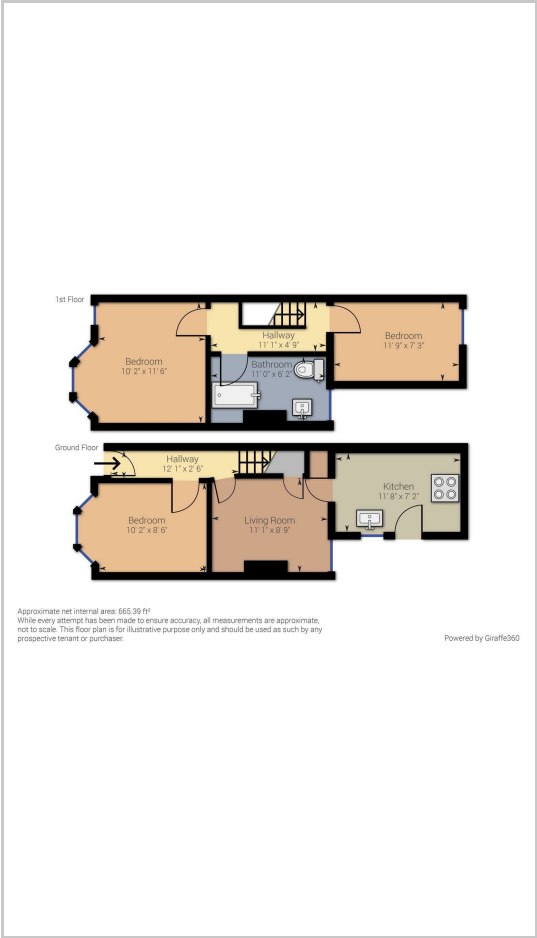 1st Floor
Bedroom
10' 2" x 11' 6"
Hallway
11' 1" x 4' 9"
Bedroom
11' 9" x 7' 3"
Bathroom
11' 0" x 6' 2"
Ground Floor
Hallway
12' 1" x 2' 6"
Bedroom
10' 2" x 8' 6"
Living Room
11' 1" x 8' 9"
Kitchen
11' 8" x 7' 2"
Approximate net internal area: 665.39 ft²
While every attempt has been made to ensure accuracy, all measurements are approximate,
not to scale. This floor plan is for illustrative purpose only and should be used as such by any
prospective tenant or purchaser.
Powered by Giraffe360